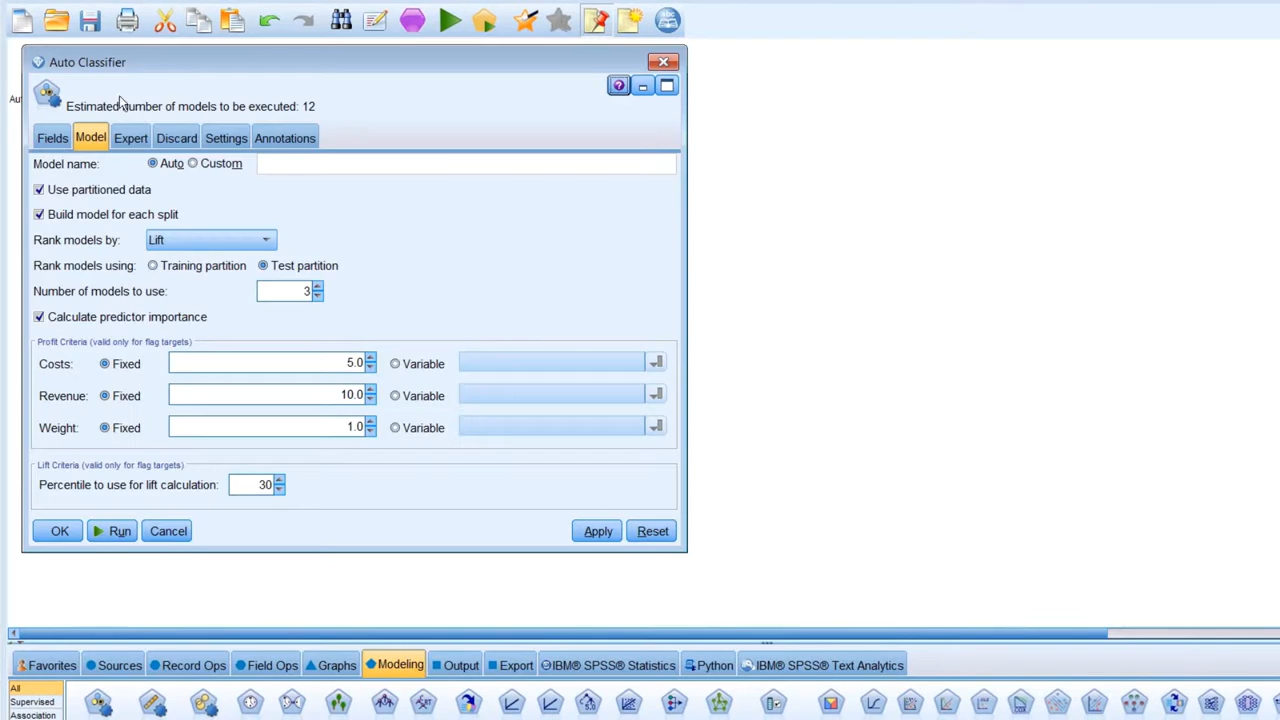 Auto Classifier
Au
Estimated number of models to be executed: 12
Fields Model Expert Discard Settings Annotations
Model name: Auto Custom
Use partitioned data
Build model for each split
Rank models by: Lift
Rank models using: Training partition Test partition
Number of models to use: 3
Calculate predictor importance
Profit Criteria (valid only for flag targets)
Costs: Fixed 5.0 Variable
Revenue: Fixed 10.0 Variable
Weight: Fixed 1.0 Variable
Lift Criteria (valid only for flag targets)
Percentile to use for lift calculation: 30
OK Run Cancel Apply Reset
Favorites Sources Record Ops Field Ops Graphs Modeling Output Export IBM® SPSS® Statistics Python IBM® SPSS® Text Analytics
All
Supervised
Association